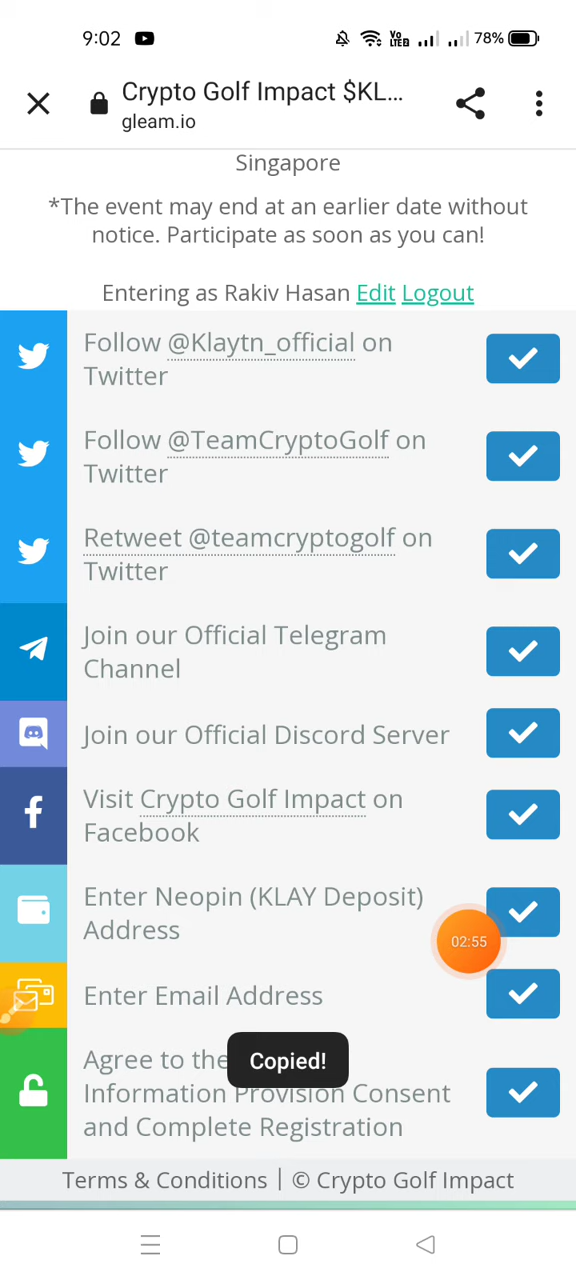 9:02
Vo
LTE2
78%
Crypto Golf Impact $KL...
gleam.io
Singapore
*The event may end at an earlier date without
notice. Participate as soon as you can!
Entering as Rakiv Hasan Edit Logout
Follow @Klaytn_official on
Twitter
Follow @TeamCryptoGolf on
Twitter
Retweet @teamcryptogolf on
Twitter
Join our Official Telegram
Channel
Join our Official Discord Server
Visit Crypto Golf Impact on
Facebook
Enter Neopin (KLAY Deposit)
Address
02:55
Enter Email Address
Agree to the
Copied!
Information Provision Consent
and Complete Registration
Terms & Conditions | © Crypto Golf Impact